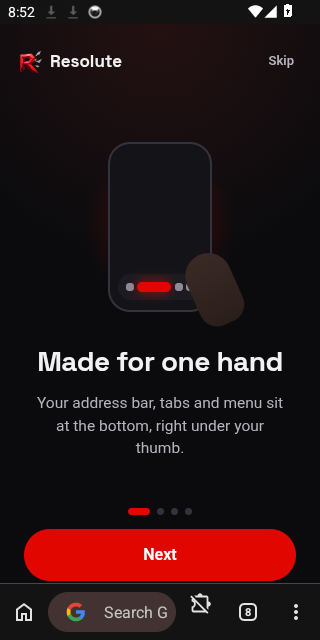 8:52
Resolute
Skip
Made for one hand
Your address bar, tabs and menu sit
at the bottom, right under your
thumb.
Next
Search G
8